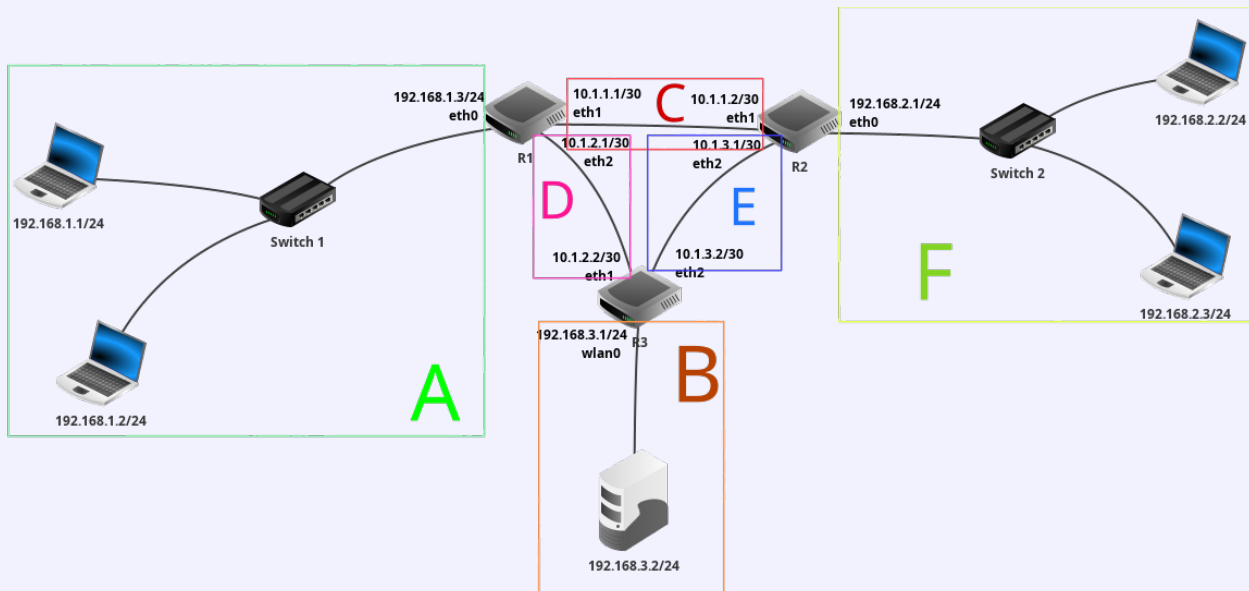 192.168.1.1/24
192.168.1.2/24
Switch 1
A
192.168.1.3/24
eth0
R1
10.1.1.1/30
eth1
C
10.1.1.2/30
eth1
R2
10.1.2.1/30
eth2
D
10.1.2.2/30
eth1
10.1.3.1/30
eth2
E
10.1.3.2/30
eth2
192.168.3.1/24
wlan0
R3
B
192.168.3.2/24
192.168.2.1/24
eth0
Switch 2
F
192.168.2.2/24
192.168.2.3/24